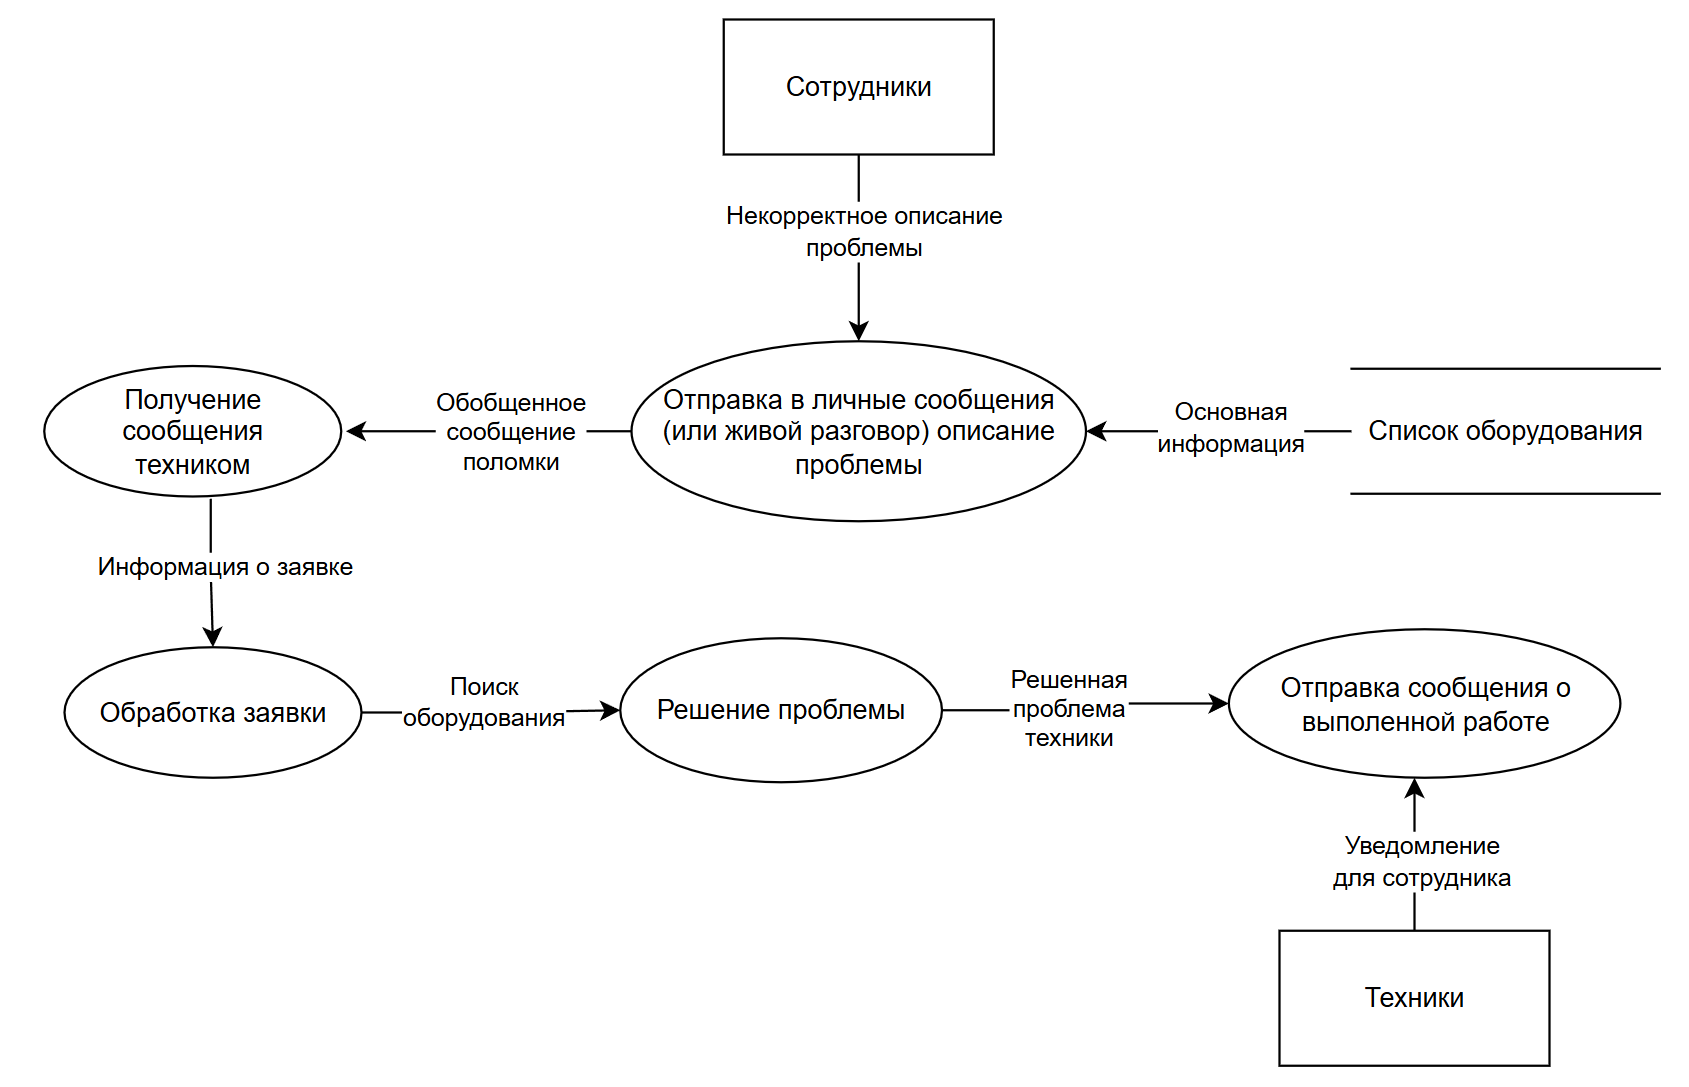 Сотрудники
Некорректное описание
проблемы
Получение
сообщения
техником
Обобщенное
сообщение
поломки
Отправка в личные сообщения
(или живой разговор) описание
проблемы
Основная
информация
Список оборудования
Информация о заявке
Обработка заявки
Поиск
оборудования
Решение проблемы
Решенная
проблема
техники
Отправка сообщения о
выполенной работе
Уведомление
для сотрудника
Техники